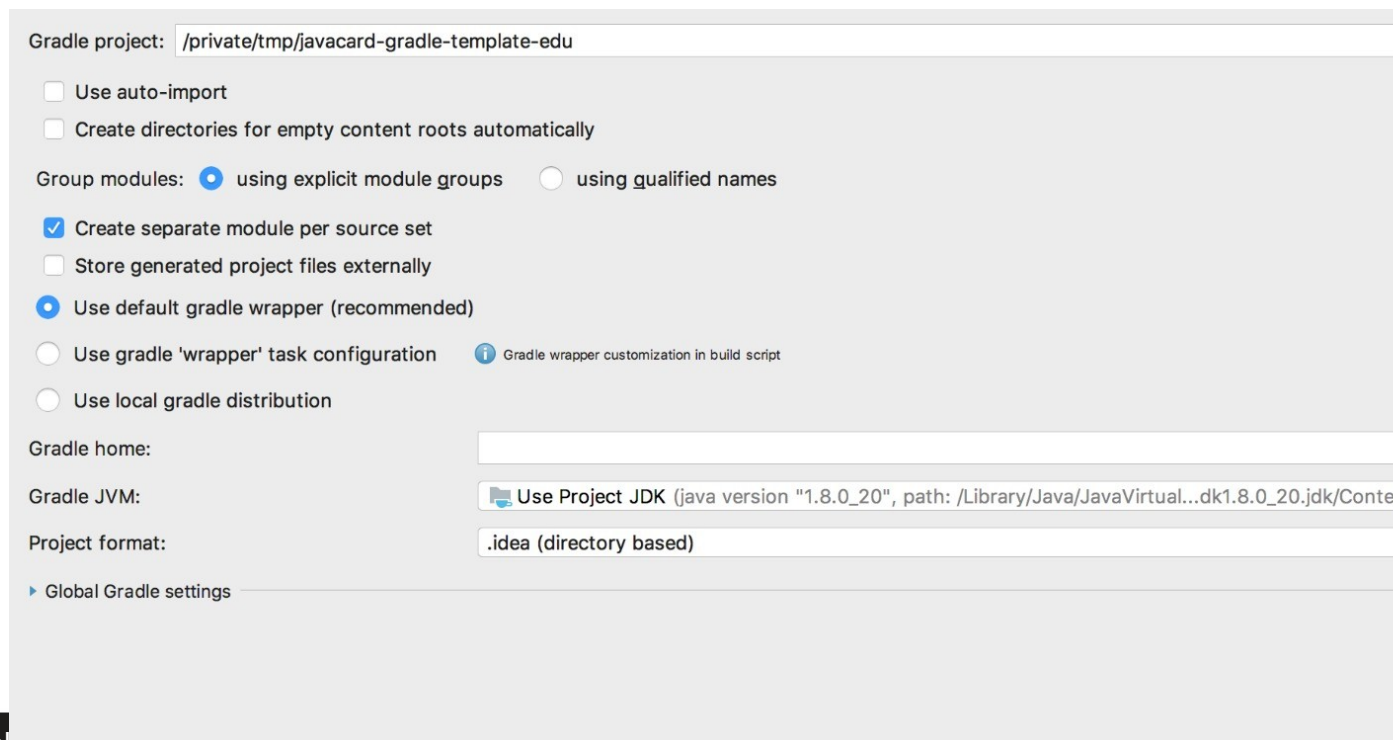 Gradle project: /private/tmp/javacard-gradle-template-edu
Use auto-import
Create directories for empty content roots automatically
Group modules: using explicit module groups using qualified names
Create separate module per source set
Store generated project files externally
Use default gradle wrapper (recommended)
Use gradle 'wrapper' task configuration Gradle wrapper customization in build script
Use local gradle distribution
Gradle home:
Gradle JVM: Use Project JDK (java version "1.8.0_20", path: /Library/Java/JavaVirtual...dk1.8.0_20.jdk/Conte
Project format: .idea (directory based)
Global Gradle settings